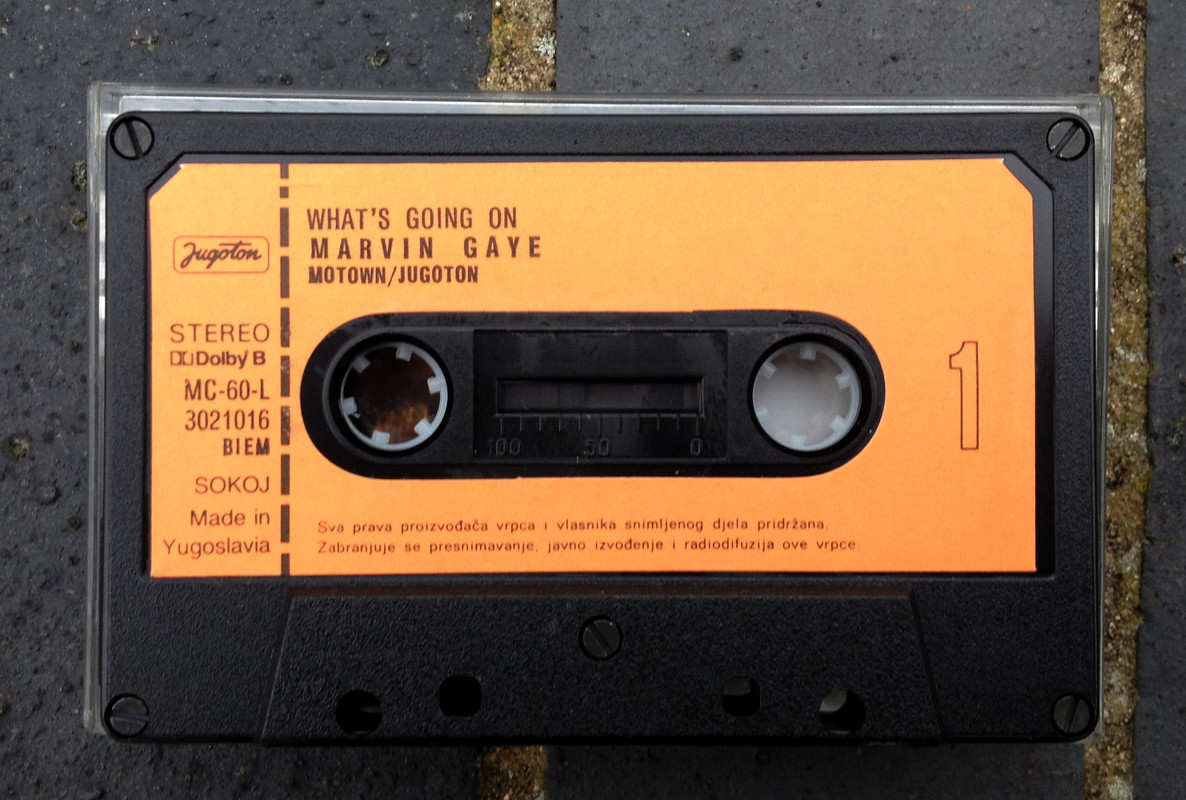 WHAT'S GOING ON
MARVIN GAYE
MOTOWN/JUGOTON
Jugoton
STEREO
Dolby B
MC-60-L
3021016
BIEM
SOKOJ
Made in
Yugoslavia
100 50 0
1
Sva prava proizvođača vrpca i vlasnika snimljenog djela pridržana.
Zabranjuje se presnimavanje, javno izvođenje i radiodifuzija ove vrpce